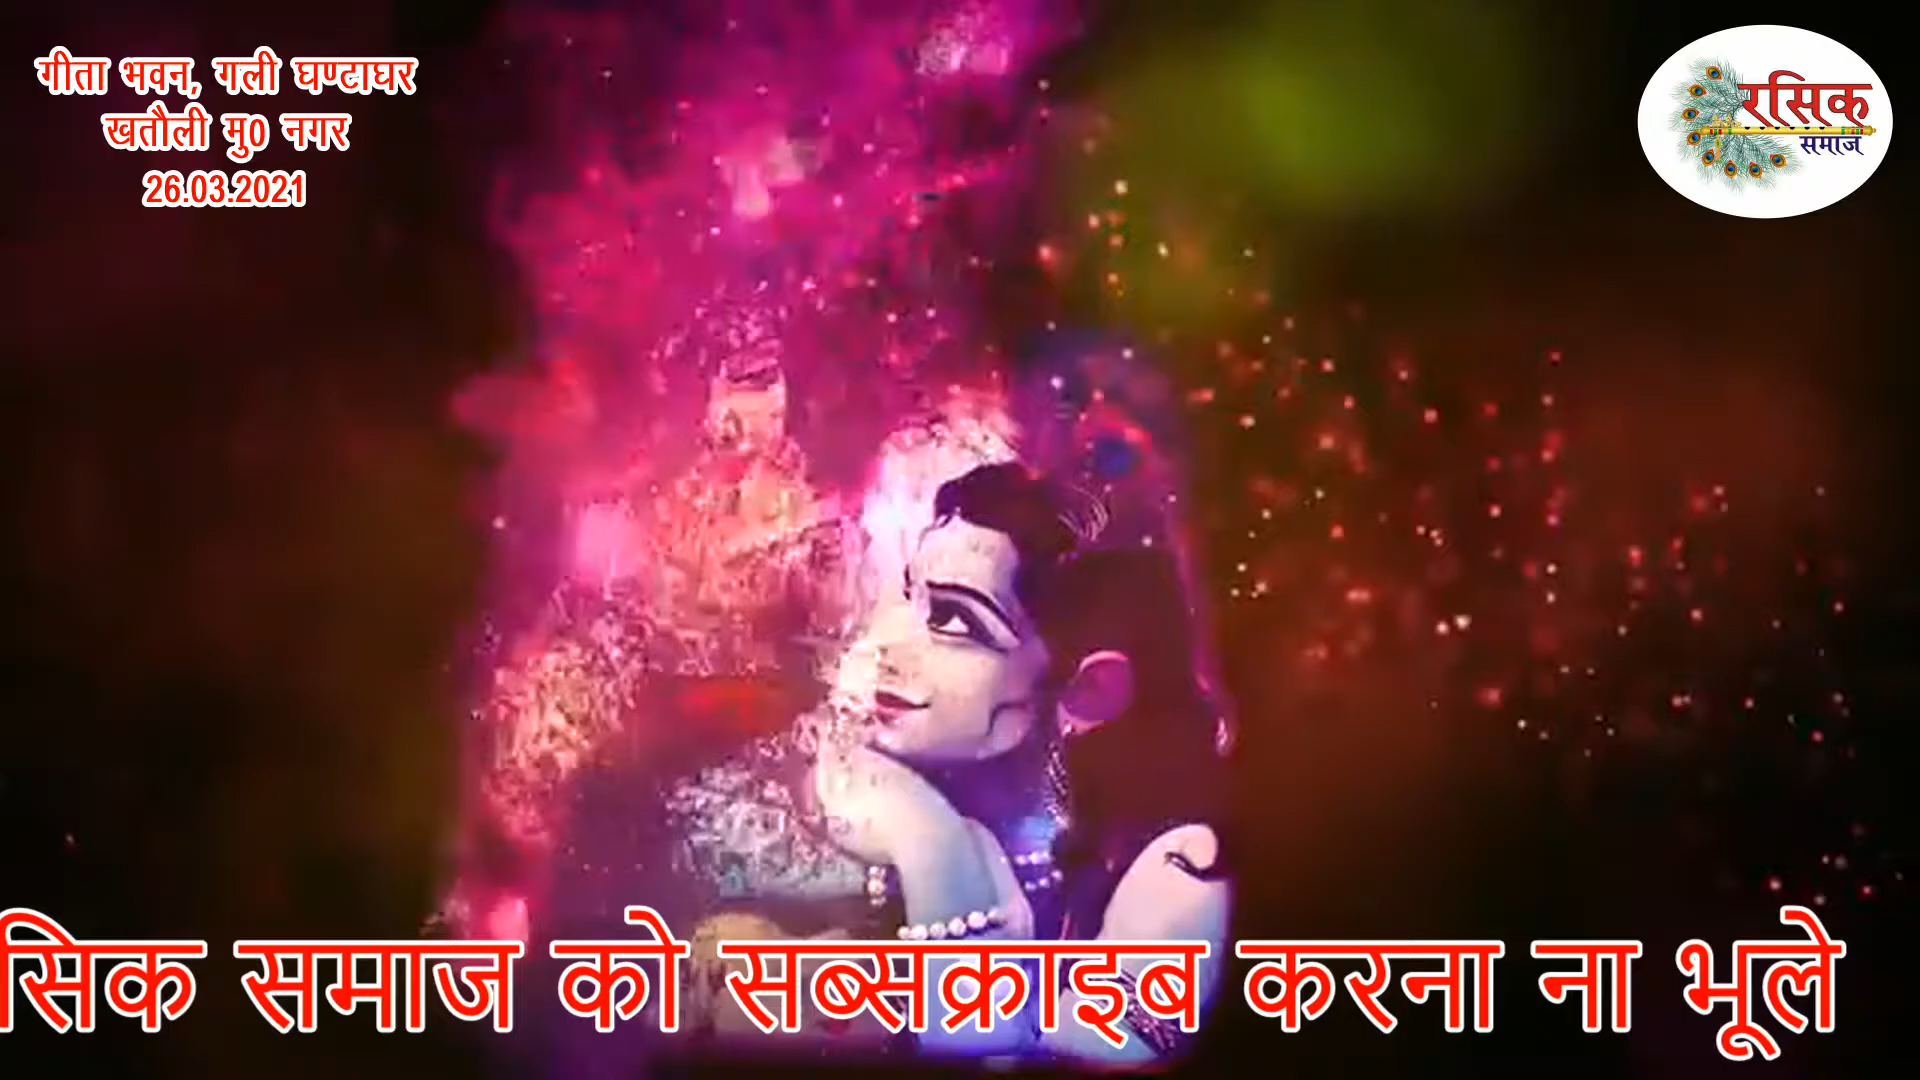 गीता भवन, गली घण्टाघर
खतौली मु0 नगर
26.03.2021
रसिक
समाज
सिक समाज को सब्सक्राइब करना ना भूले